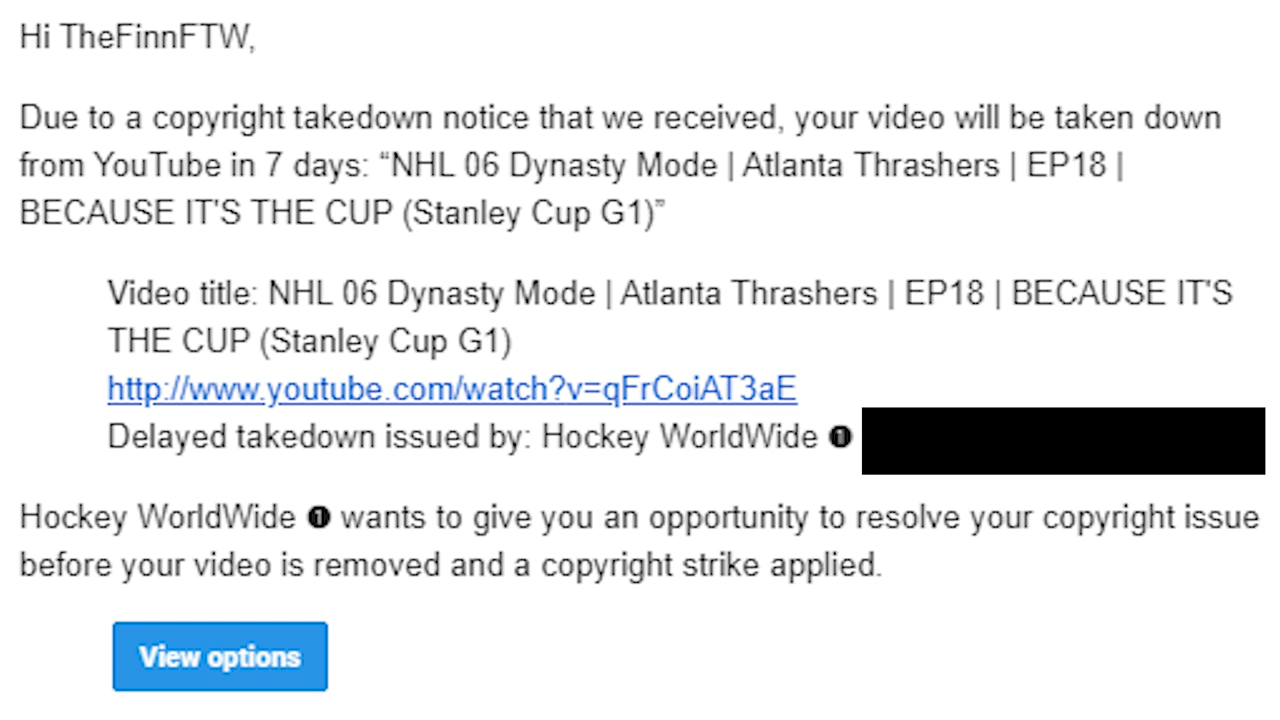 Hi TheFinnFTW,
Due to a copyright takedown notice that we received, your video will be taken down
from YouTube in 7 days: “NHL 06 Dynasty Mode | Atlanta Thrashers | EP18 |
BECAUSE IT'S THE CUP (Stanley Cup G1)”
Video title: NHL 06 Dynasty Mode | Atlanta Thrashers | EP18 | BECAUSE IT'S
THE CUP (Stanley Cup G1)
http://www.youtube.com/watch?v=qFrCoiAT3aE
Delayed takedown issued by: Hockey WorldWide ❶
Hockey WorldWide ❶ wants to give you an opportunity to resolve your copyright issue
before your video is removed and a copyright strike applied.
View options